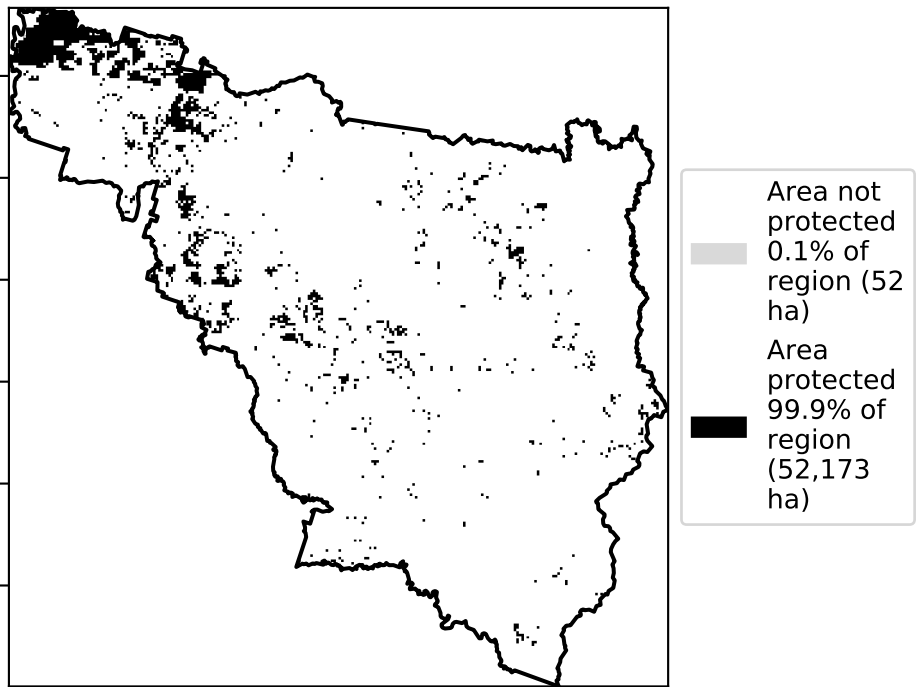 Area not
protected
0.1% of
region (52
ha)
Area
protected
99.9% of
region
(52,173
ha)